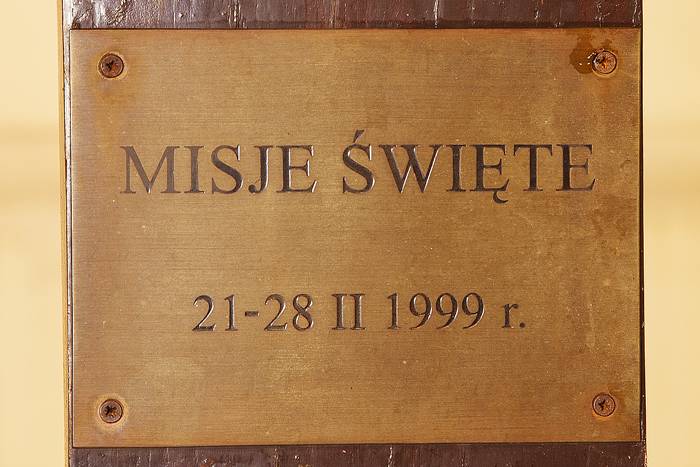 MISJE ŚWIĘTE
21-28 II 1999 r.